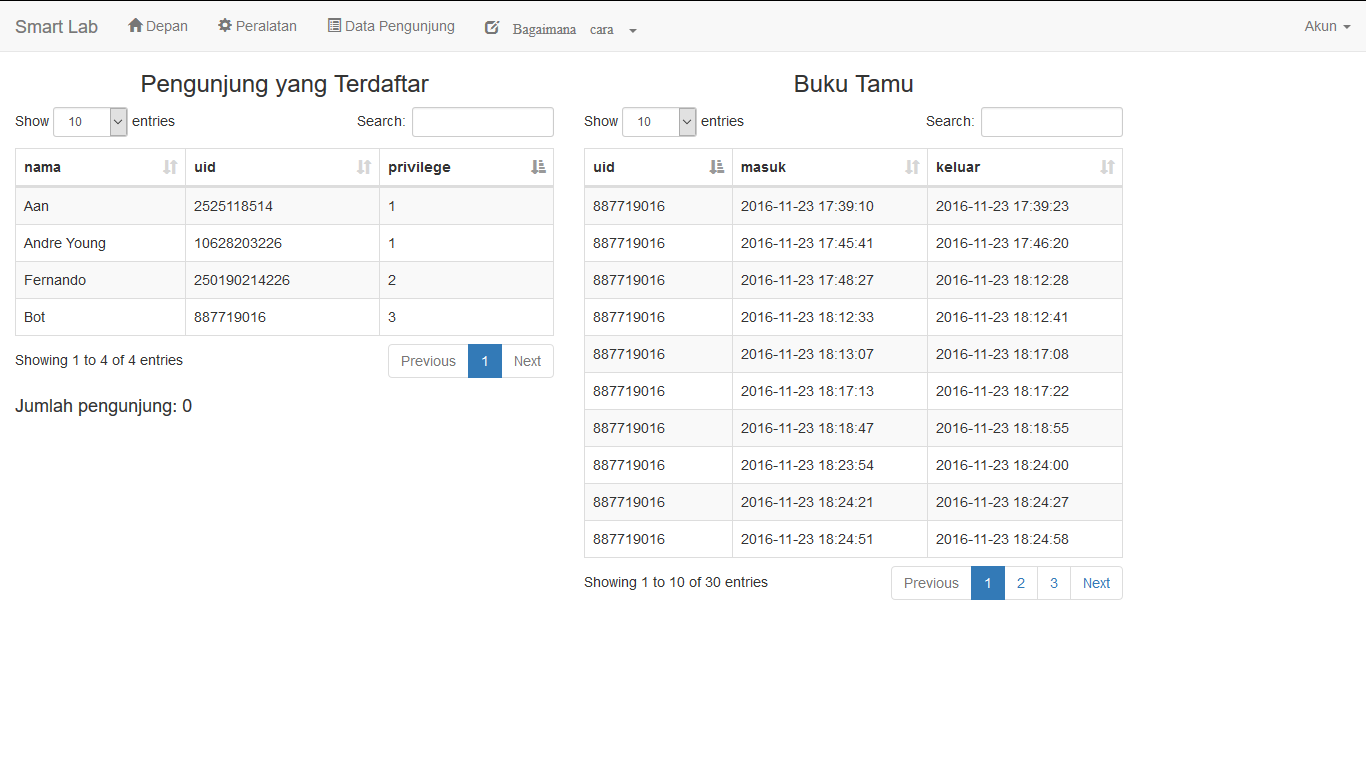 Smart Lab Depan Peralatan Data Pengunjung Bagaimana cara Akun
Pengunjung yang Terdaftar
Show 10 entries Search:
nama uid privilege
Aan 2525118514 1
Andre Young 10628203226 1
Fernando 250190214226 2
Bot 887719016 3
Showing 1 to 4 of 4 entries Previous 1 Next
Jumlah pengunjung: 0
Buku Tamu
Show 10 entries Search:
uid masuk keluar
887719016 2016-11-23 17:39:10 2016-11-23 17:39:23
887719016 2016-11-23 17:45:41 2016-11-23 17:46:20
887719016 2016-11-23 17:48:27 2016-11-23 18:12:28
887719016 2016-11-23 18:12:33 2016-11-23 18:12:41
887719016 2016-11-23 18:13:07 2016-11-23 18:17:08
887719016 2016-11-23 18:17:13 2016-11-23 18:17:22
887719016 2016-11-23 18:18:47 2016-11-23 18:18:55
887719016 2016-11-23 18:23:54 2016-11-23 18:24:00
887719016 2016-11-23 18:24:21 2016-11-23 18:24:27
887719016 2016-11-23 18:24:51 2016-11-23 18:24:58
Showing 1 to 10 of 30 entries Previous 1 2 3 Next